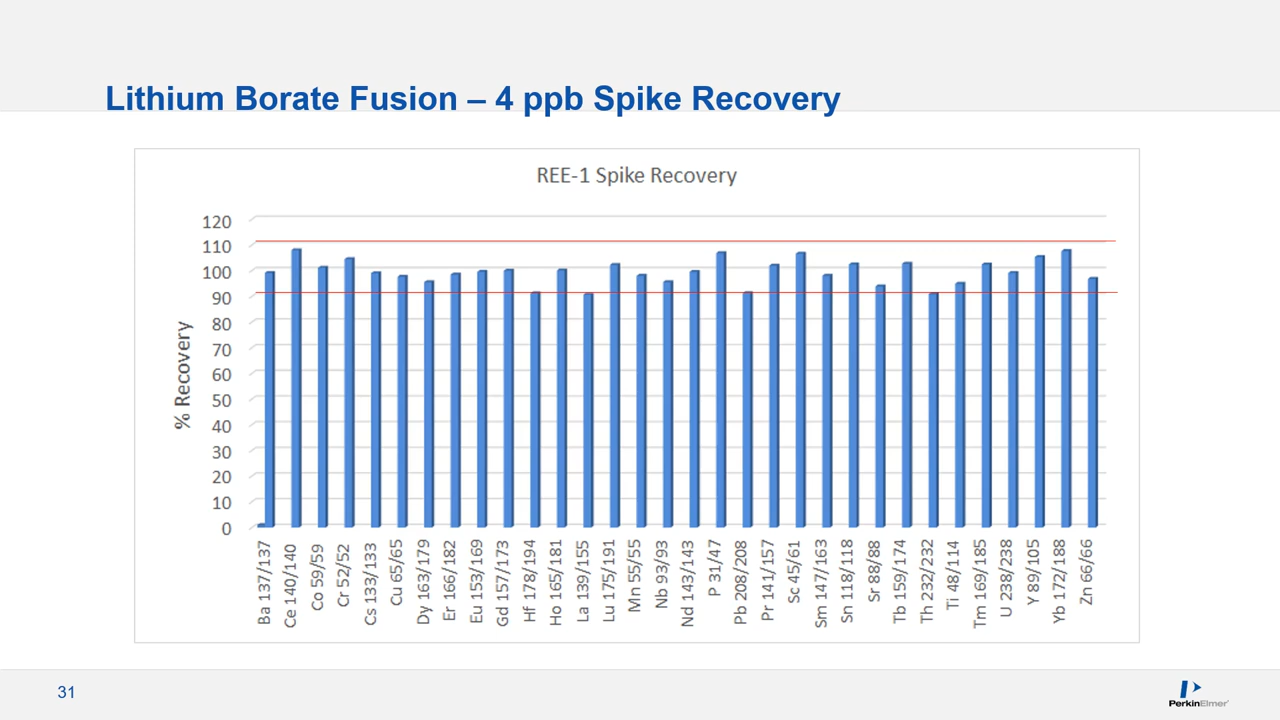 Lithium Borate Fusion – 4 ppb Spike Recovery
REE-1 Spike Recovery
120
110
100
90
80
70
60
50
40
30
20
10
0
% Recovery
Ba 137/137
Ce 140/140
Co 59/59
Cr 52/52
Cs 133/133
Cu 65/65
Dy 163/179
Er 166/182
Eu 153/169
Gd 157/173
Hf 178/194
Ho 165/181
La 139/155
Lu 175/191
Mn 55/55
Nb 93/93
Nd 143/143
P 31/47
Pb 208/208
Pr 141/157
Sc 45/61
Sm 147/163
Sn 118/118
Sr 88/88
Tb 159/174
Th 232/232
Ti 48/114
Tm 169/185
U 238/238
Y 89/105
Yb 172/188
Zn 66/66
31
PerkinElmer